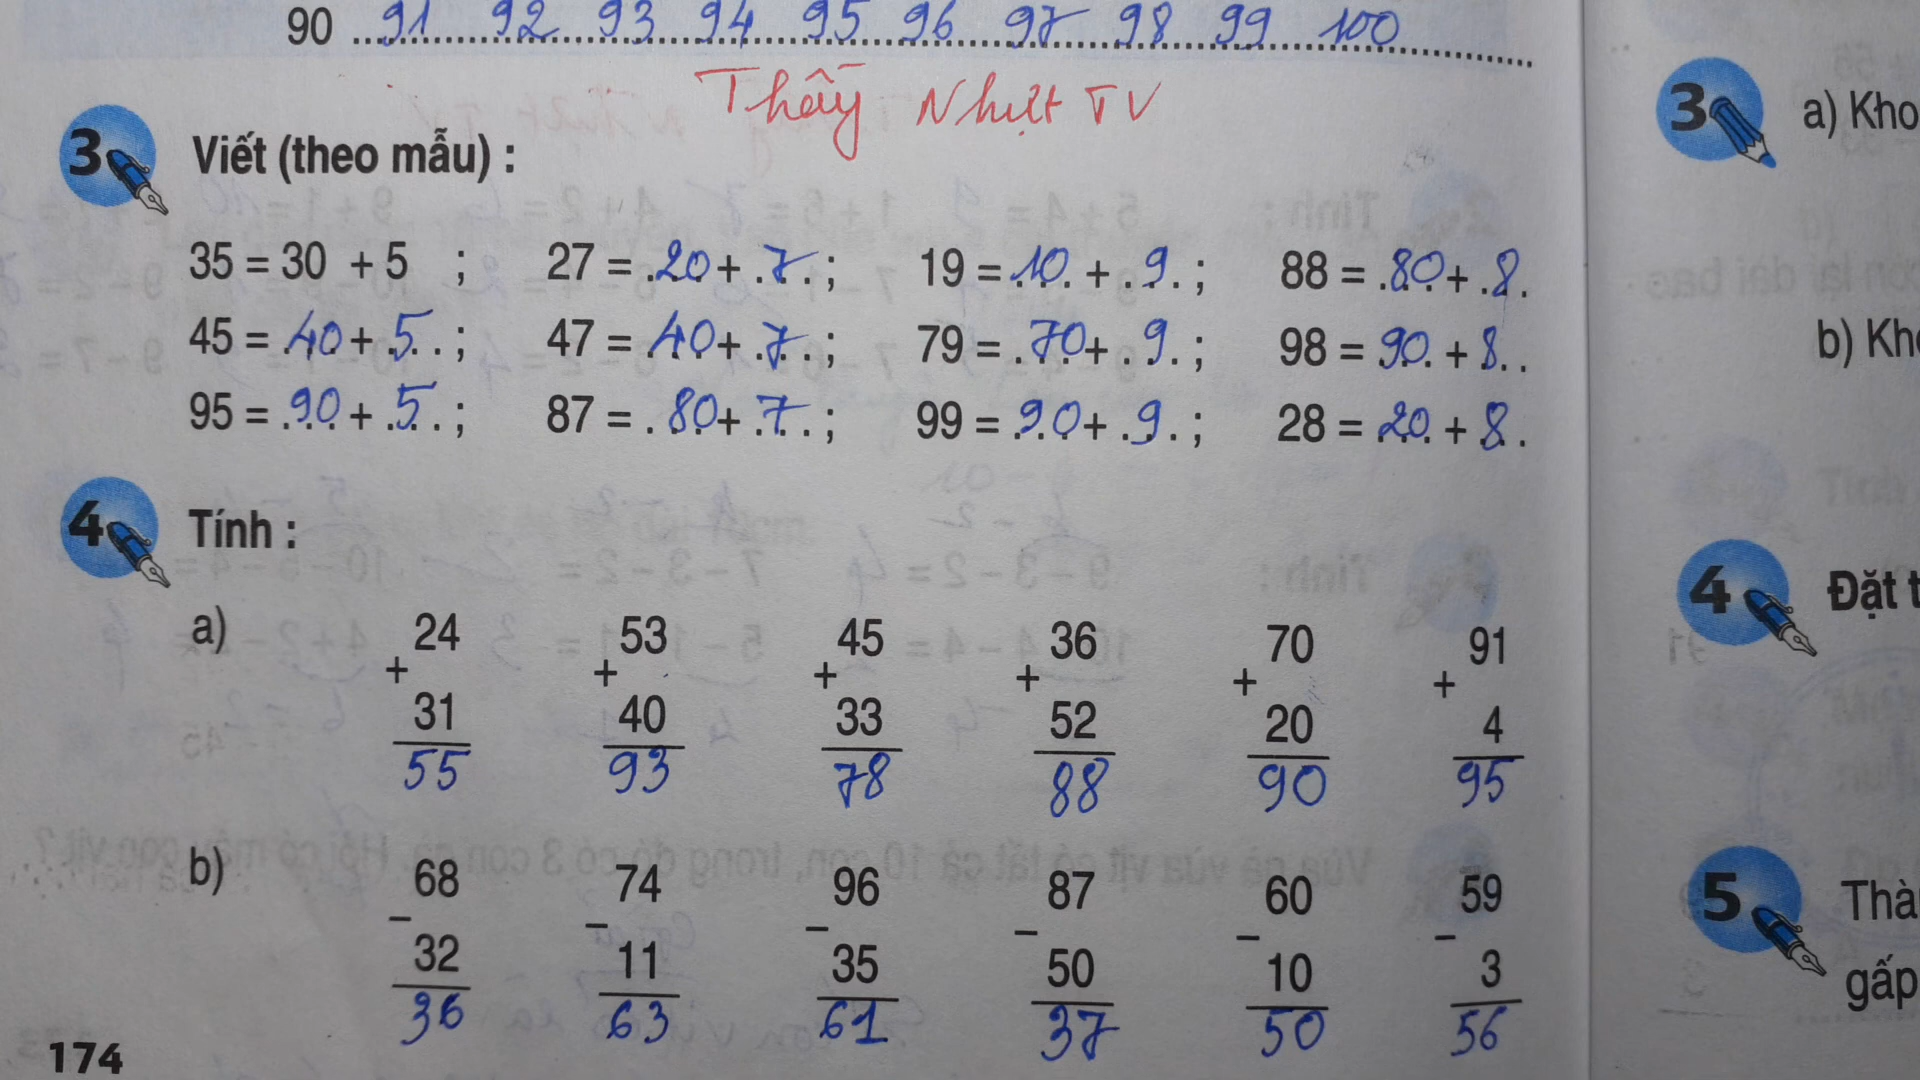 90 91 92 93 94 95 96 97 98 99 100
Thầy Nhựt TV
3 Viết (theo mẫu) :
35 = 30 + 5 ; 27 = 20 + 7 ; 19 = 10 + 9 ; 88 = 80 + 8.
45 = 40 + 5 ; 47 = 40 + 7 ; 79 = 70 + 9 ; 98 = 90 + 8.
95 = 90 + 5 ; 87 = 80 + 7 ; 99 = 90 + 9 ; 28 = 20 + 8.
4 Tính :
a) 24 53 45 36 70 91
+ + + + + +
31 40 33 52 20 4
55 93 78 88 90 95
b) 68 74 96 87 60 59
– – – – – –
32 11 35 50 10 3
36 63 61 37 50 56
174
3 a) Kho
b) Kh
4 Đặt t
5 Thà
gấp